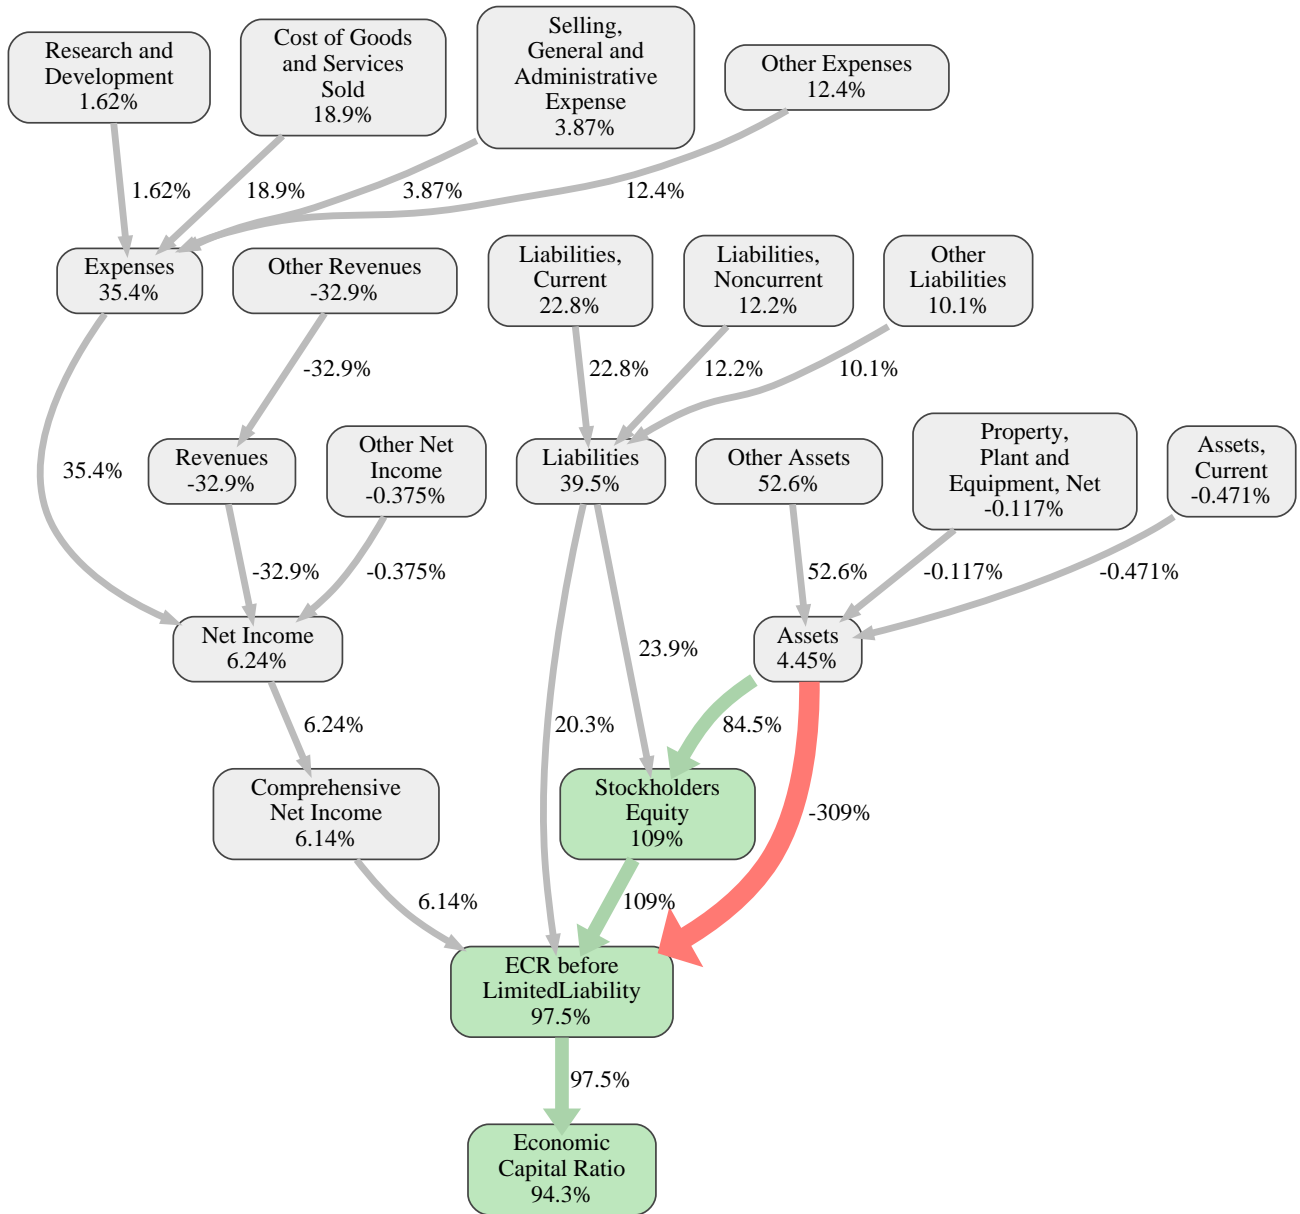 Research and
Development
1.62%
Cost of Goods
and Services
Sold
18.9%
Selling,
General and
Administrative
Expense
3.87%
Other Expenses
12.4%
1.62%
18.9%
3.87%
12.4%
Expenses
35.4%
Other Revenues
-32.9%
Liabilities,
Current
22.8%
Liabilities,
Noncurrent
12.2%
Other
Liabilities
10.1%
-32.9%
22.8%
12.2%
10.1%
35.4%
Revenues
-32.9%
Other Net
Income
-0.375%
Liabilities
39.5%
Other Assets
52.6%
Property,
Plant and
Equipment, Net
-0.117%
Assets,
Current
-0.471%
-32.9%
-0.375%
52.6%
-0.117%
-0.471%
Net Income
6.24%
23.9%
Assets
4.45%
6.24%
20.3%
84.5%
Comprehensive
Net Income
6.14%
Stockholders
Equity
109%
-309%
6.14%
109%
ECR before
LimitedLiability
97.5%
97.5%
Economic
Capital Ratio
94.3%